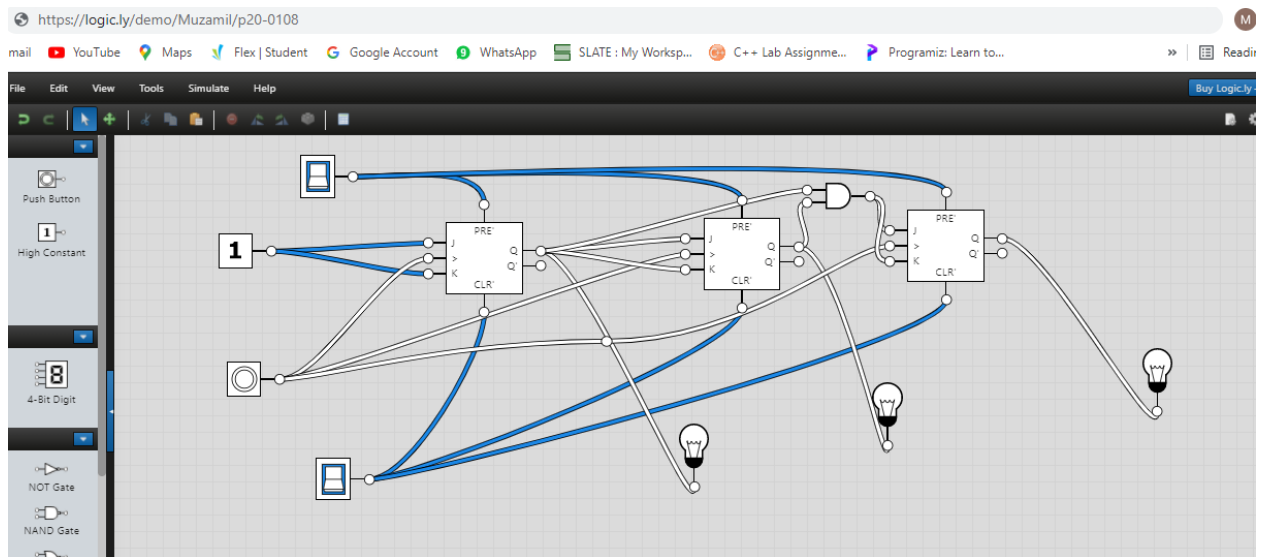 https://logic.ly/demo/Muzamil/p20-0108
M
mail YouTube Maps Flex | Student Google Account 9 WhatsApp SLATE : My Worksp... C++ Lab Assignme... Programiz: Learn to... » Readin
File Edit View Tools Simulate Help Buy Logic.ly
Push Button
1
High Constant
8
4-Bit Digit
NOT Gate
NAND Gate
1
PRE'
J Q
> Q'
K
CLR'
PRE'
J Q
> Q'
K
CLR'
PRE'
J Q
> Q'
K
CLR'